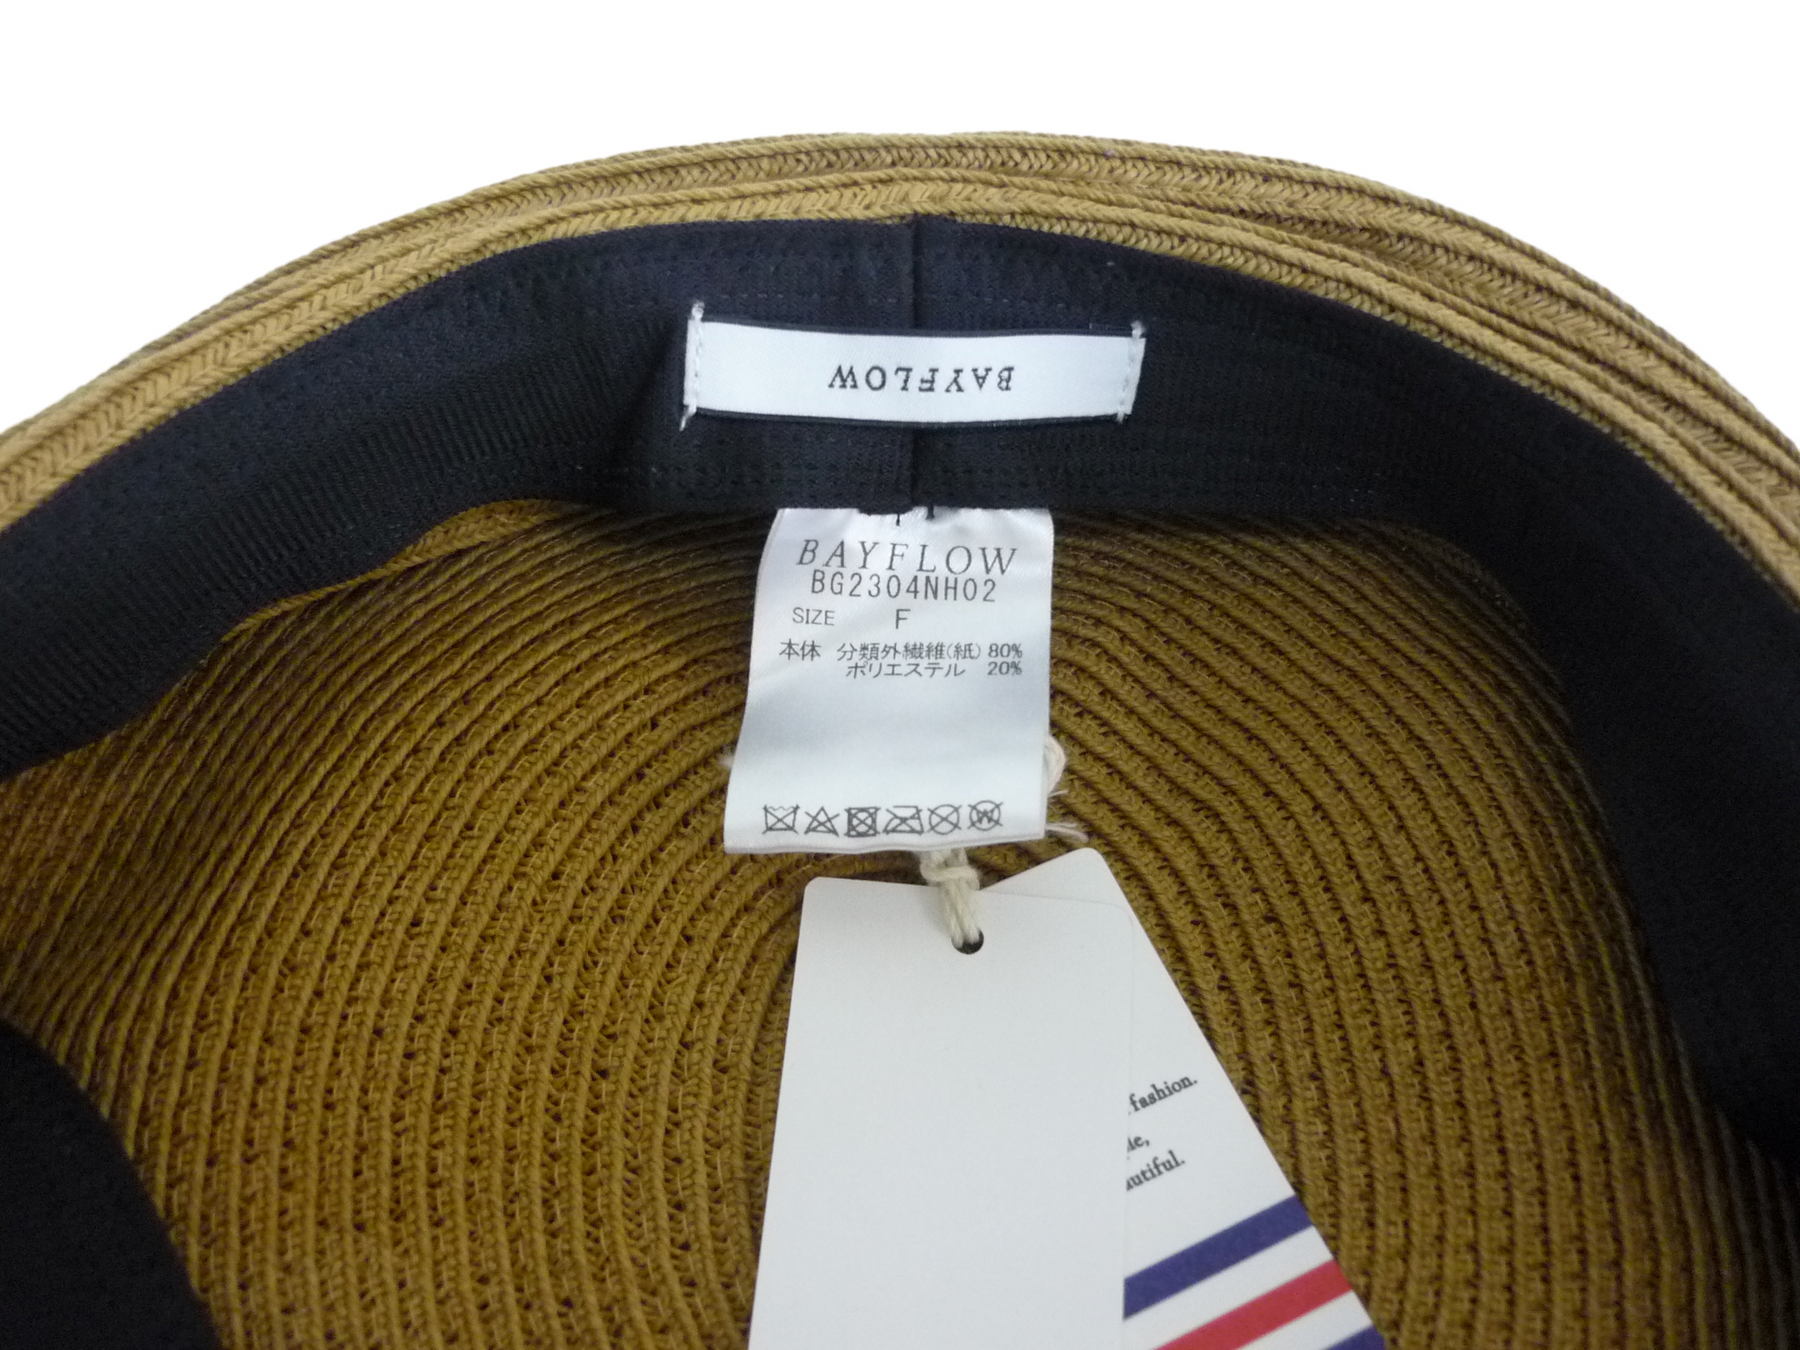 BAYFLOW
BAYFLOW
BG2304NH02
SIZE F
本体 分類外繊維(紙) 80%
ポリエステル 20%
W
fashion.